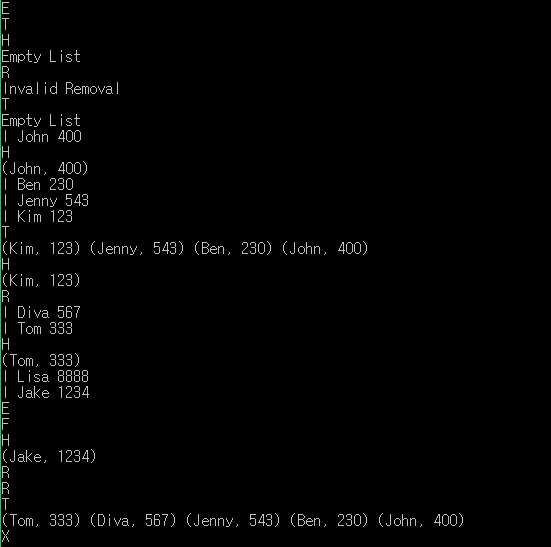 E
T
H
Empty List
R
Invalid Removal
T
Empty List
I John 400
H
(John, 400)
I Ben 230
I Jenny 543
I Kim 123
T
(Kim, 123) (Jenny, 543) (Ben, 230) (John, 400)
H
(Kim, 123)
R
I Diva 567
I Tom 333
H
(Tom, 333)
I Lisa 8888
I Jake 1234
E
F
H
(Jake, 1234)
R
R
T
(Tom, 333) (Diva, 567) (Jenny, 543) (Ben, 230) (John, 400)
X